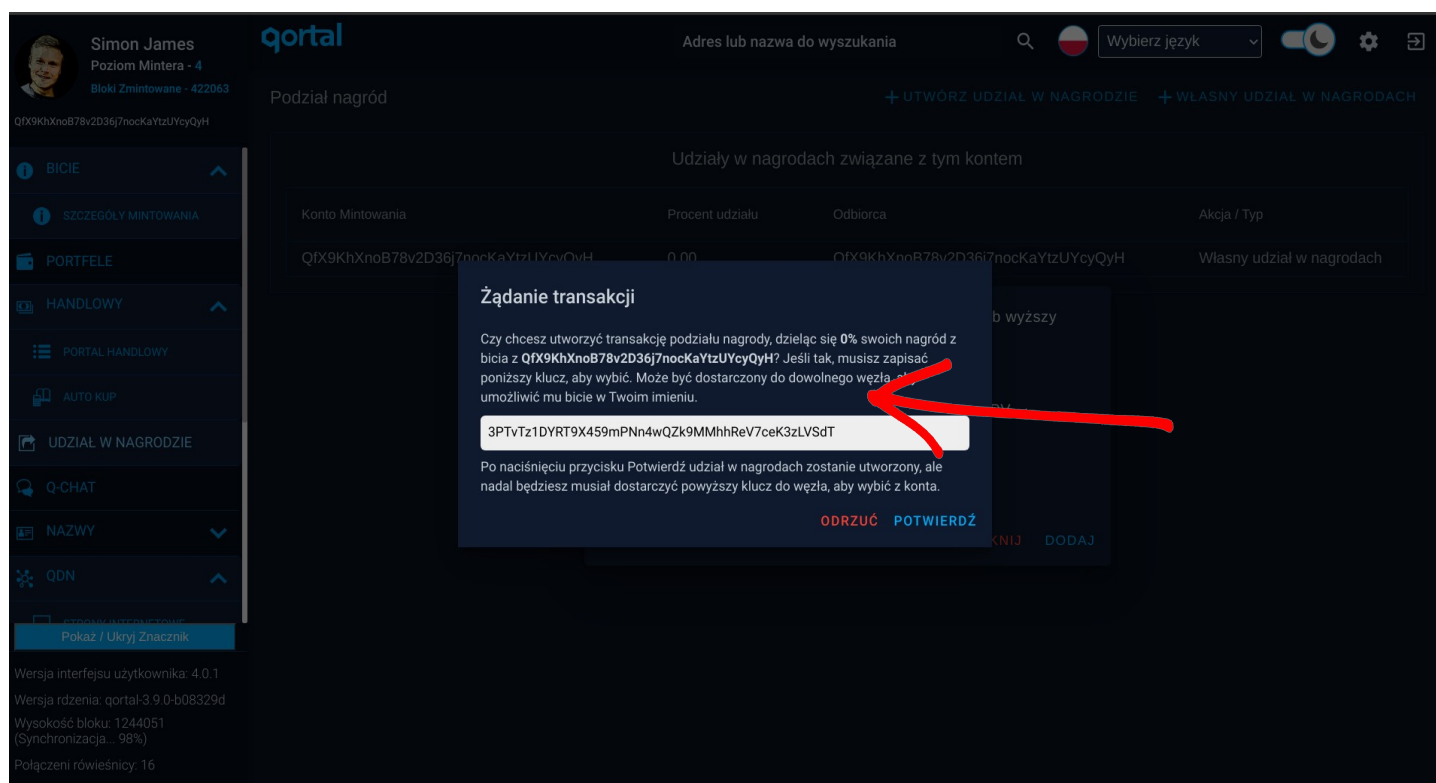 Simon James
Poziom Mintera - 4
Bloki Zmintowane - 422063
QfX9KhXnoB78v2D36j7nocKaYtzUYcyQyH
qortal
Adres lub nazwa do wyszukania
Wybierz język
Podział nagród
UTWÓRZ UDZIAŁ W NAGRODZIE
WŁASNY UDZIAŁ W NAGRODACH
BICIE
SZCZEGÓŁY MINTOWANIA
PORTFELE
HANDLOWY
PORTAL HANDLOWY
AUTO KUP
UDZIAŁ W NAGRODZIE
Q-CHAT
NAZWY
QDN
STRONY INTERNETOWE
Pokaż / Ukryj Znacznik
Wersja interfejsu użytkownika: 4.0.1
Wersja rdzenia: qortal-3.9.0-b08329d
Wysokość bloku: 1244051
(Synchronizacja... 98%)
Połączeni rówieśnicy: 16
Udziały w nagrodach związane z tym kontem
Konto Mintowania Procent udziału Odbiorca Akcja / Typ
QfX9KhXnoB78v2D36j7nocKaYtzUYcyQyH 0.00 QfX9KhXnoB78v2D36j7nocKaYtzUYcyQyH Własny udział w nagrodach
b wyższy
Żądanie transakcji
Czy chcesz utworzyć transakcję podziału nagrody, dzieląc się 0% swoich nagród z
bicia z QfX9KhXnoB78v2D36j7nocKaYtzUYcyQyH? Jeśli tak, musisz zapisać
poniższy klucz, aby wybić. Może być dostarczony do dowolnego węzła, aby
umożliwić mu bicie w Twoim imieniu.
3PTvTz1DYRT9X459mPNn4wQZk9MMhhReV7ceK3zLVSdT
Po naciśnięciu przycisku Potwierdź udział w nagrodach zostanie utworzony, ale
nadal będziesz musiał dostarczyć powyższy klucz do węzła, aby wybić z konta.
ODRZUĆ POTWIERDŹ
KNIJ DODAJ